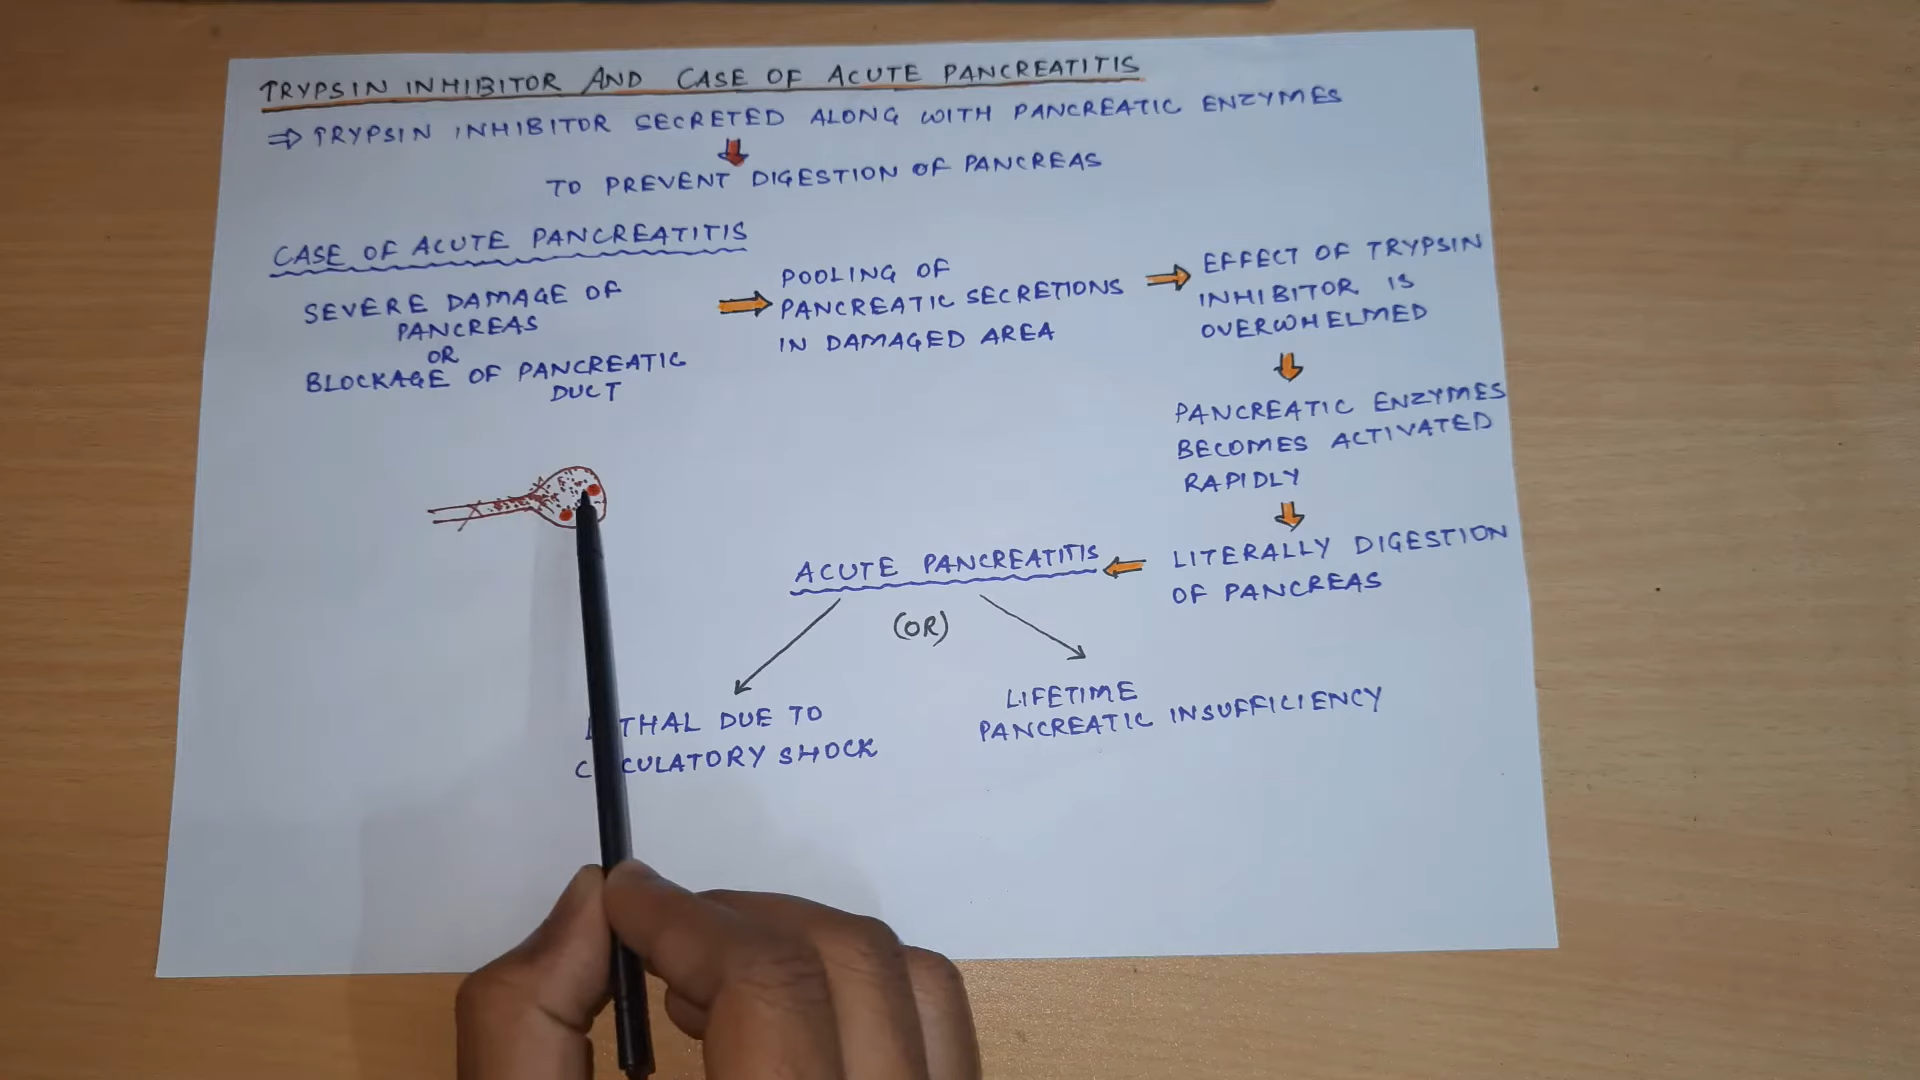 TRYPSIN INHIBITOR AND CASE OF ACUTE PANCREATITIS
⇒ TRYPSIN INHIBITOR SECRETED ALONG WITH PANCREATIC ENZYMES
TO PREVENT DIGESTION OF PANCREAS
CASE OF ACUTE PANCREATITIS
SEVERE DAMAGE OF
PANCREAS
OR
BLOCKAGE OF PANCREATIC
DUCT
POOLING OF
PANCREATIC SECRETIONS
IN DAMAGED AREA
EFFECT OF TRYPSIN
INHIBITOR IS
OVERWHELMED
PANCREATIC ENZYMES
BECOMES ACTIVATED
RAPIDLY
LITERALLY DIGESTION
OF PANCREAS
ACUTE PANCREATITIS
(OR)
DUE TO
SHOCK
LIFETIME
PANCREATIC INSUFFICIENCY